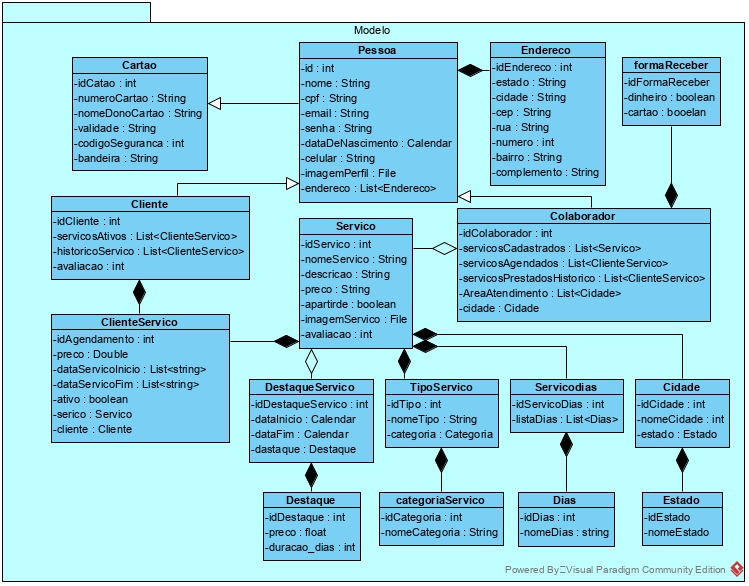 Modelo
Cartao
-idCatao : int
-numeroCartao : String
-nomeDonoCartao : String
-validade : String
-codigoSeguranca : int
-bandeira : String
Pessoa
-id : int
-nome : String
-cpf : String
-email : String
-senha : String
-dataDeNascimento : Calendar
-celular : String
-imagemPerfil : File
-endereco : List<Endereco>
Endereco
-idEndereco : int
-estado : String
-cidade : String
-cep : String
-rua : String
-numero : int
-bairro : String
-complemento : String
formaReceber
-idFormaReceber
-dinheiro : boolean
-cartao : booelan
Cliente
-idCliente : int
-servicosAtivos : List<ClienteServico>
-historicoServico : List<ClienteServico>
-avaliacao : int
Servico
-idServico : int
-nomeServico : String
-descricao : String
-preco : String
-apartirde : boolean
-imagemServico : File
-avaliacao : int
Colaborador
-idColaborador : int
-servicosCadastrados : List<Servico>
-servicosAgendados : List<ClienteServico>
-servicosPrestadosHistorico : List<ClienteServico>
-AreaAtendimento : List<Cidade>
-cidade : Cidade
ClienteServico
-idAgendamento : int
-preco : Double
-dataServicoInicio : List<string>
-dataServicoFim : List<string>
-ativo : boolean
-serico : Servico
-cliente : Cliente
DestaqueServico
-idDestaqueServico : int
-dataInicio : Calendar
-dataFim : Calendar
-dastaque : Destaque
TipoServico
-idTipo : int
-nomeTipo : String
-categoria : Categoria
Servicodias
-idServicoDias : int
-listaDias : List<Dias>
Cidade
-idCidade : int
-nomeCidade : int
-estado : Estado
Destaque
-idDestaque : int
-preco : float
-duracao_dias : int
categoriaServico
-idCategoria : int
-nomeCategoria : String
Dias
-idDias : int
-nomeDias : string
Estado
-idEstado
-nomeEstado
Powered By Visual Paradigm Community Edition